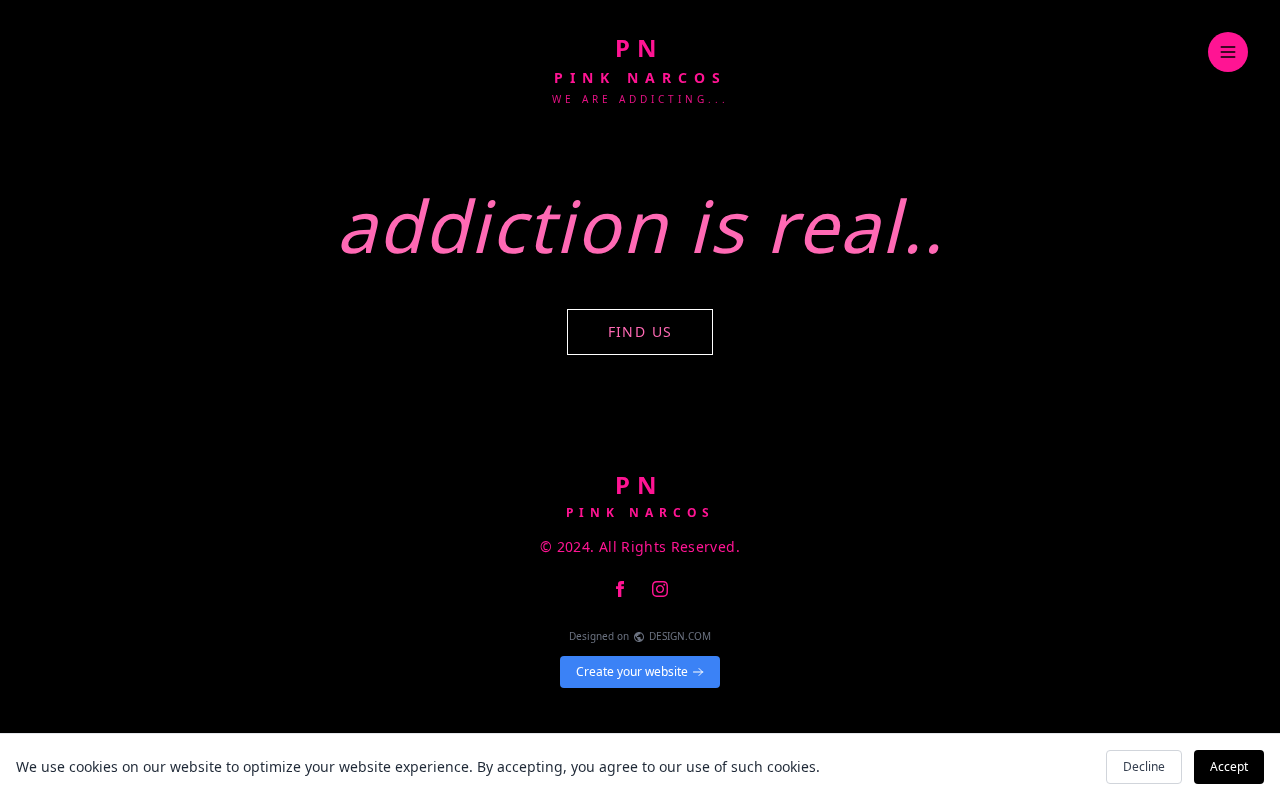 PN
PINK NARCOS
WE ARE ADDICTING...
addiction is real..
FIND US
PN
PINK NARCOS
© 2024. All Rights Reserved.
Designed on DESIGN.COM
Create your website
We use cookies on our website to optimize your website experience. By accepting, you agree to our use of such cookies.
Decline
Accept